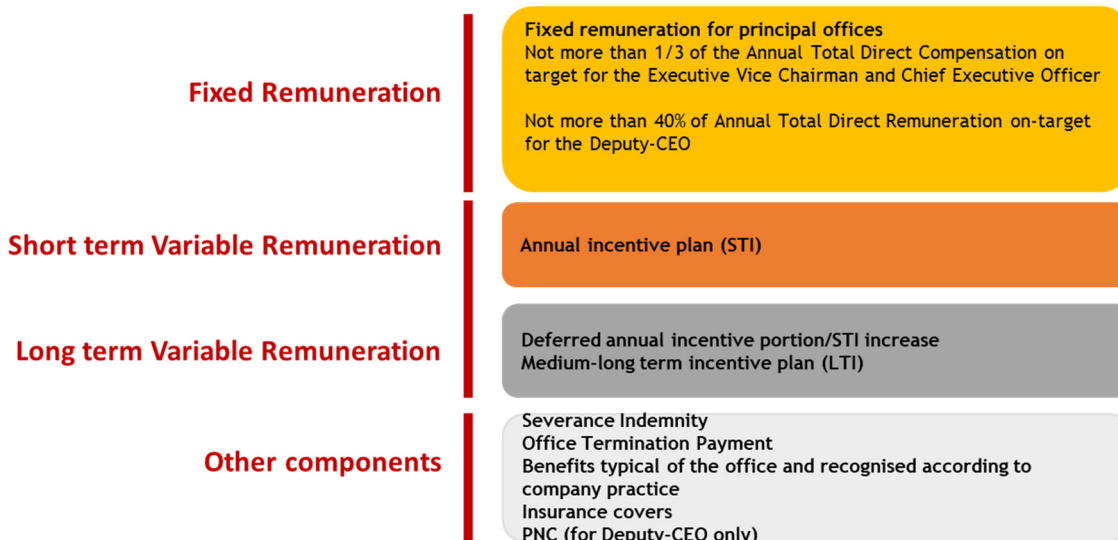 Fixed Remuneration
Fixed remuneration for principal offices
Not more than 1/3 of the Annual Total Direct Compensation on
target for the Executive Vice Chairman and Chief Executive Officer
Not more than 40% of Annual Total Direct Remuneration on-target
for the Deputy-CEO
Short term Variable Remuneration
Annual incentive plan (STI)
Long term Variable Remuneration
Deferred annual incentive portion/STI increase
Medium-long term incentive plan (LTI)
Other components
Severance Indemnity
Office Termination Payment
Benefits typical of the office and recognised according to
company practice
Insurance covers
PNC (for Deputy-CEO only)